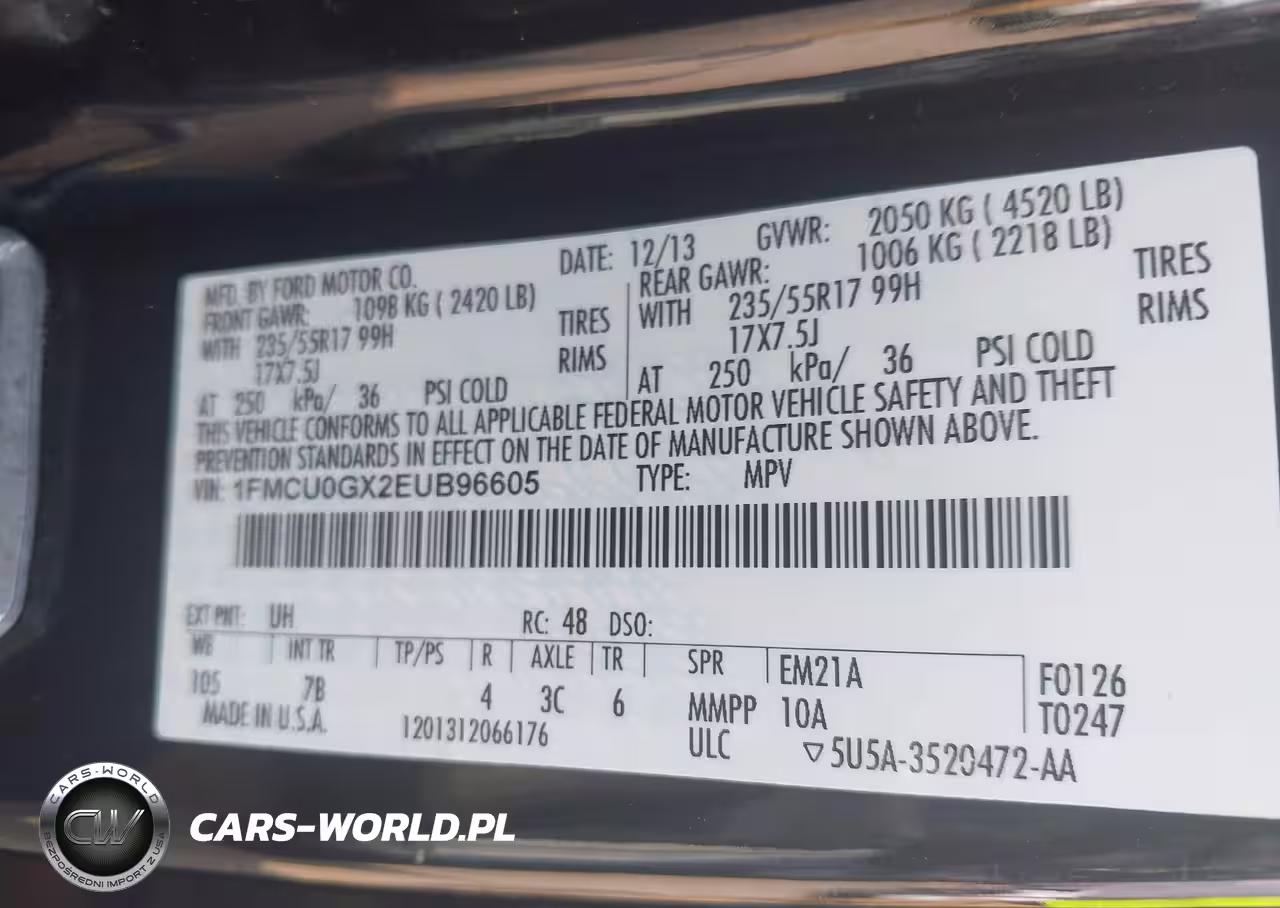 MFD. BY FORD MOTOR CO. DATE: 12/13 GVWR: 2050 KG ( 4520 LB)
FRONT GAWR: 1098 KG ( 2420 LB) REAR GAWR: 1006 KG ( 2218 LB)
WITH 235/55R17 99H TIRES WITH 235/55R17 99H TIRES
17X7.5J RIMS 17X7.5J RIMS
AT 250 kPa/ 36 PSI COLD AT 250 kPa/ 36 PSI COLD
THIS VEHICLE CONFORMS TO ALL APPLICABLE FEDERAL MOTOR VEHICLE SAFETY AND THEFT
PREVENTION STANDARDS IN EFFECT ON THE DATE OF MANUFACTURE SHOWN ABOVE.
VIN: 1FMCU0GX2EUB96605 TYPE: MPV
EXT PNT: UH RC: 48 DSO:
WB INT TR TP/PS R AXLE TR SPR EM21A F0126
105 7B 4 3C 6 MMPP 10A T0247
MADE IN U.S.A. 1201312066176 ULC ▽5U5A-3520472-AA
CARS-WORLD
CW
BEZPOŚREDNI IMPORT Z USA
CARS-WORLD.PL